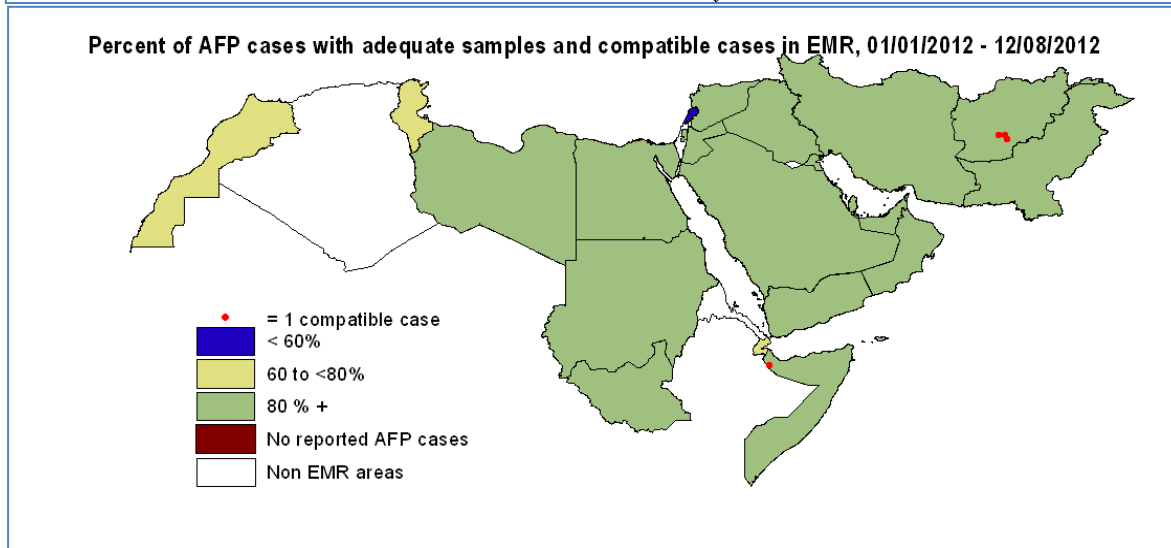 Percent of AFP cases with adequate samples and compatible cases in EMR, 01/01/2012 - 12/08/2012
= 1 compatible case
< 60%
60 to <80%
80 % +
No reported AFP cases
Non EMR areas